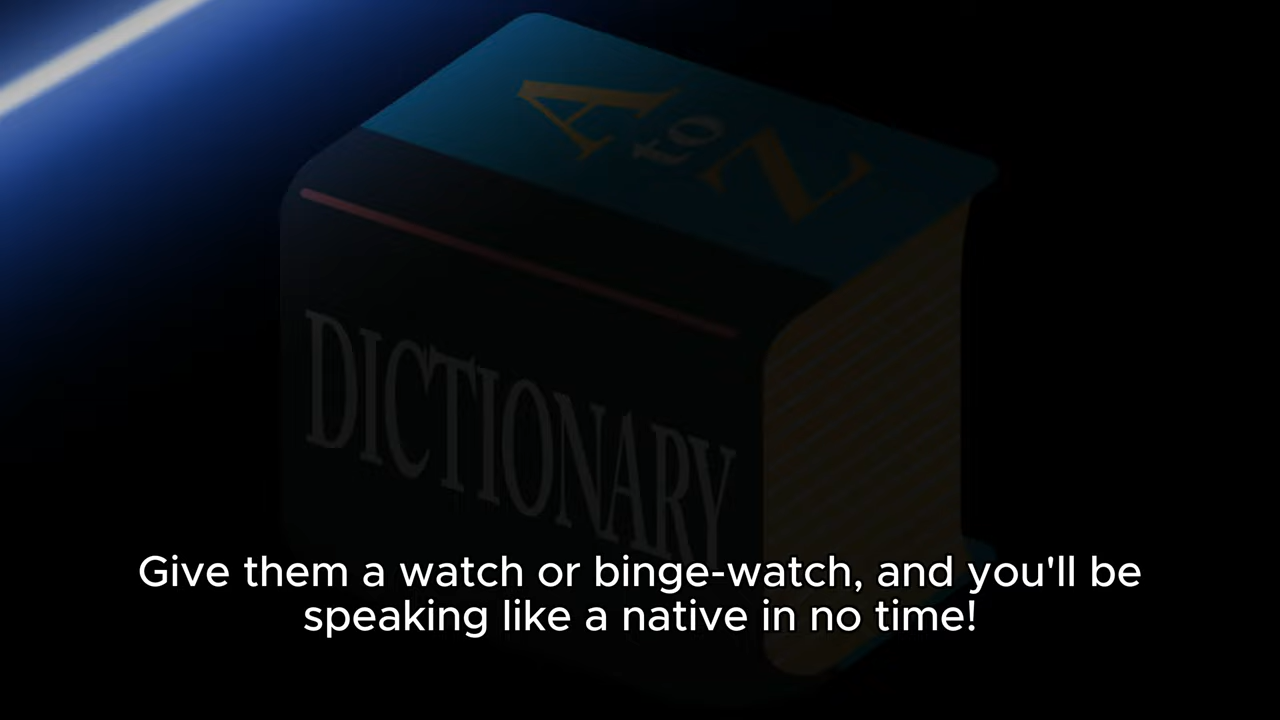 A
to
Z
DICTIONARY
Give them a watch or binge-watch, and you'll be
speaking like a native in no time!